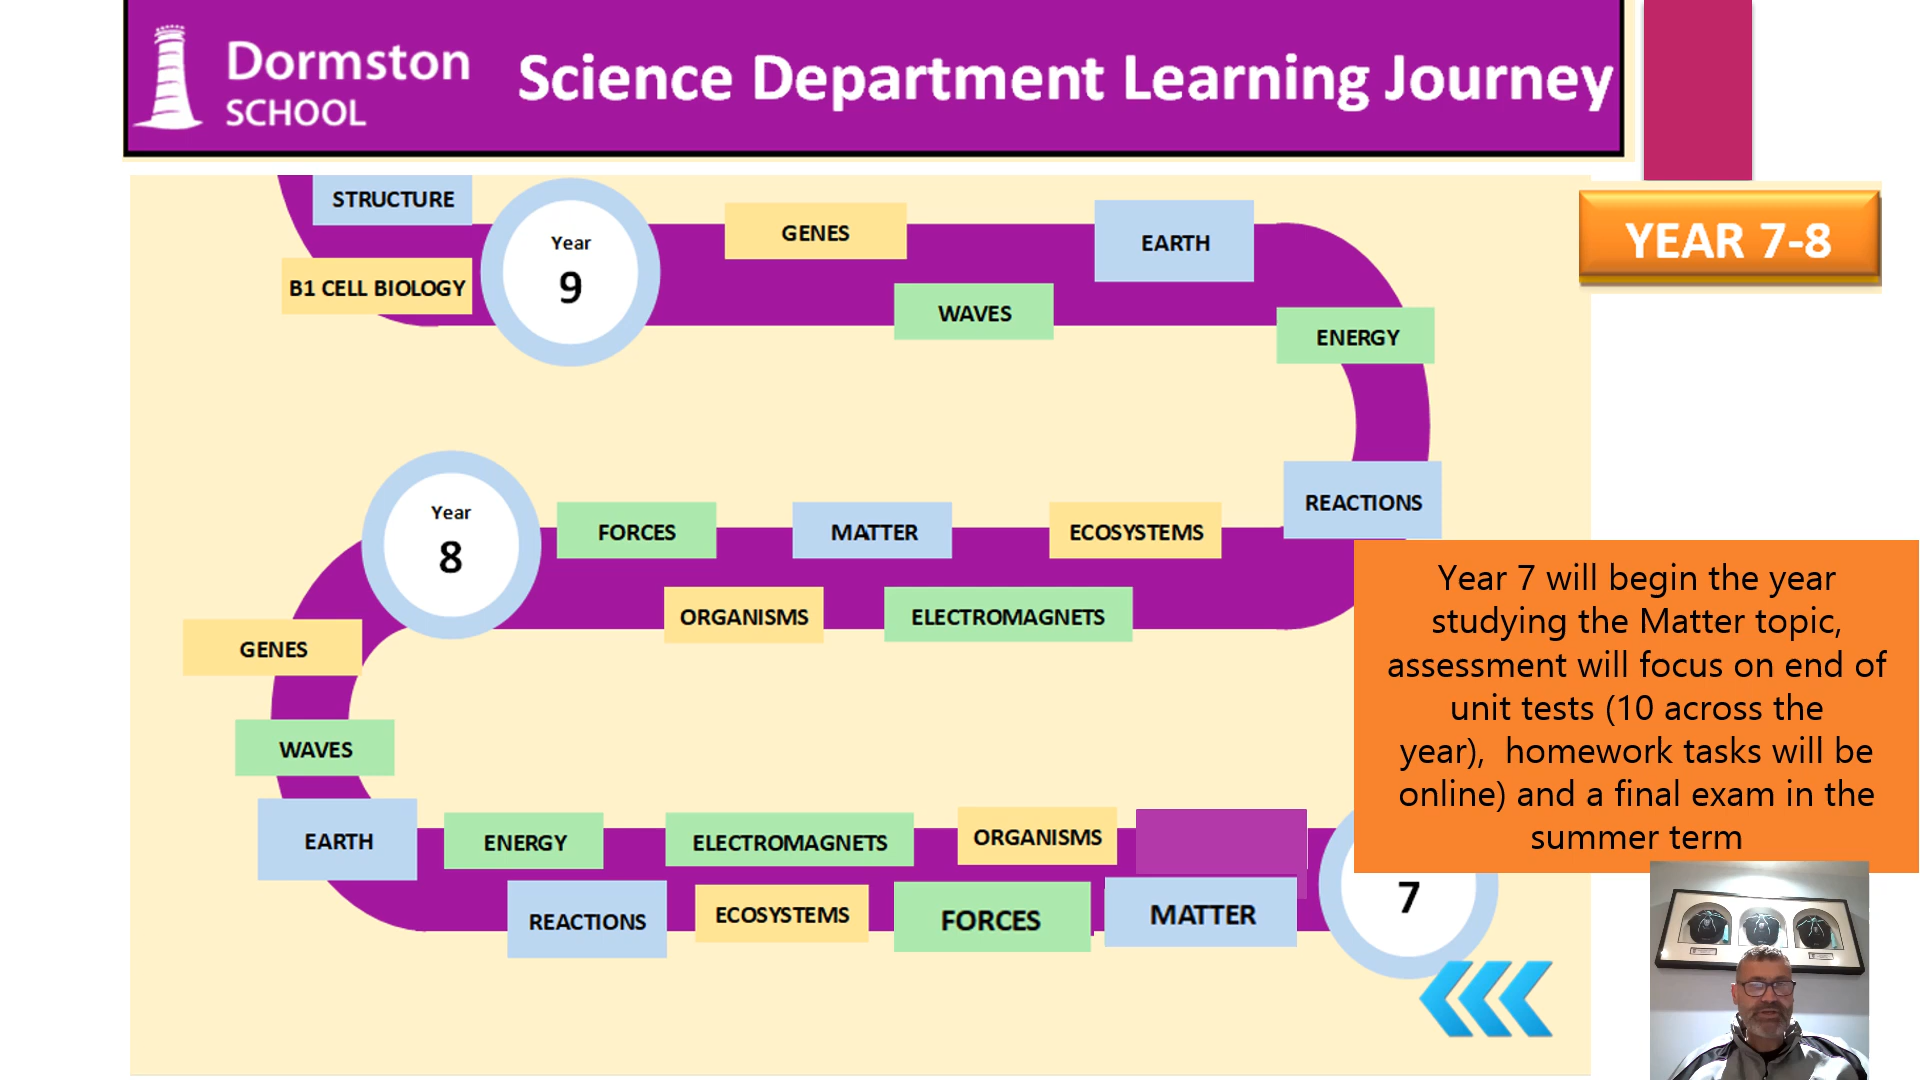 Dormston
SCHOOL
Science Department Learning Journey
YEAR 7-8
STRUCTURE
B1 CELL BIOLOGY
Year
9
GENES
WAVES
EARTH
ENERGY
REACTIONS
Year
8
FORCES
MATTER
ECOSYSTEMS
ORGANISMS
ELECTROMAGNETS
GENES
WAVES
EARTH
ENERGY
ELECTROMAGNETS
ORGANISMS
REACTIONS
ECOSYSTEMS
FORCES
MATTER
7
Year 7 will begin the year
studying the Matter topic,
assessment will focus on end of
unit tests (10 across the
year),  homework tasks will be
online) and a final exam in the
summer term